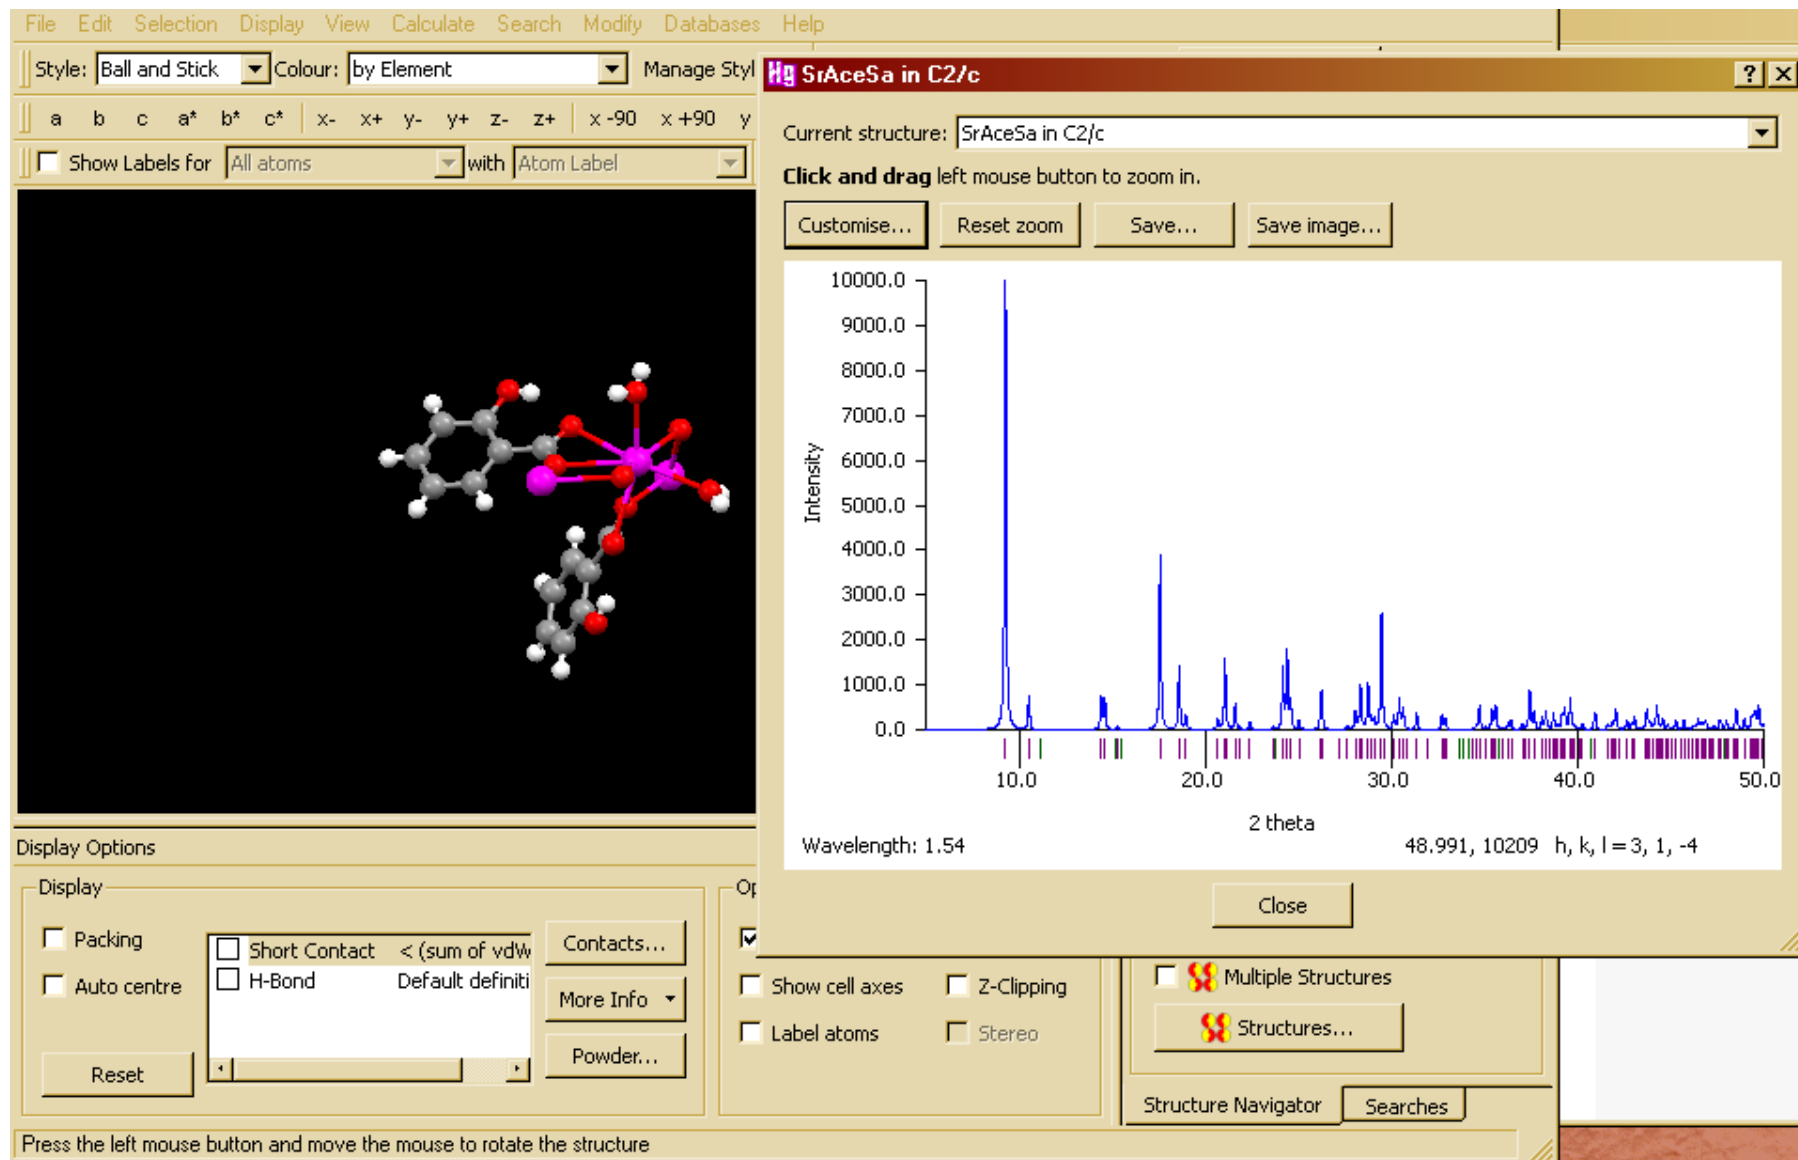 File Edit Selection Display View Calculate Search Modify Databases Help
Style: Ball and Stick Colour: by Element Manage Styl
a b c a* b* c* x- x+ y- y+ z- z+ x -90 x +90 y
Show Labels for All atoms with Atom Label
Hg SrAceSa in C2/c
Current structure: SrAceSa in C2/c
Click and drag left mouse button to zoom in.
Customise... Reset zoom Save... Save image...
10000.0
9000.0
8000.0
7000.0
6000.0
5000.0
4000.0
3000.0
2000.0
1000.0
0.0
Intensity
10.0 20.0 30.0 40.0 50.0
2 theta
Wavelength: 1.54 48.991, 10209 h, k, l = 3, 1, -4
Close
Display Options
Display
Packing
Auto centre
Reset
Short Contact < (sum of vdW
H-Bond Default definiti
Contacts...
More Info
Powder...
Op
Show cell axes Z-Clipping
Label atoms Stereo
Multiple Structures
Structures...
Structure Navigator Searches
Press the left mouse button and move the mouse to rotate the structure